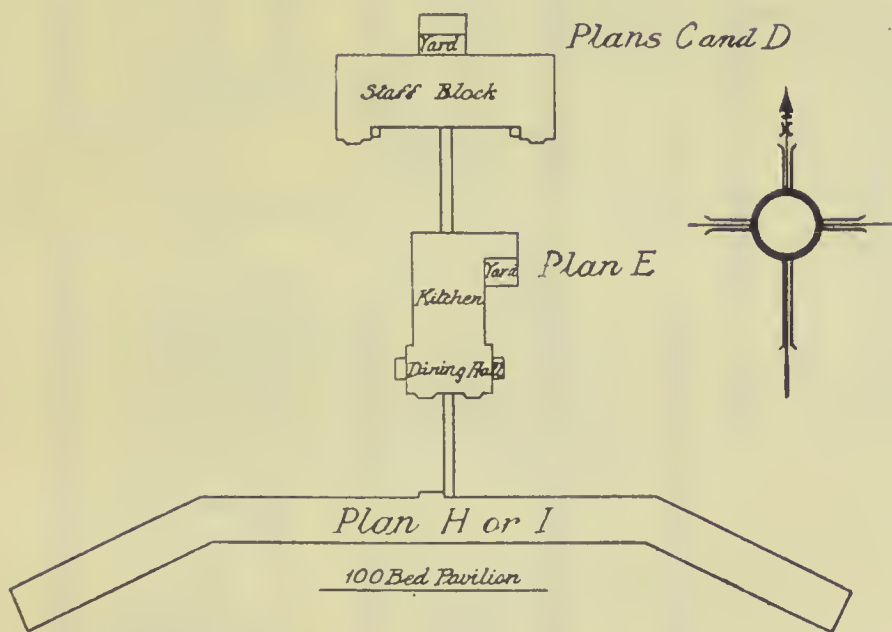 Yard
Plans C and D
Staff Block
N
Yard
Plan E
Kitchen
Dining Hall
Plan H or I
100 Bed Pavilion